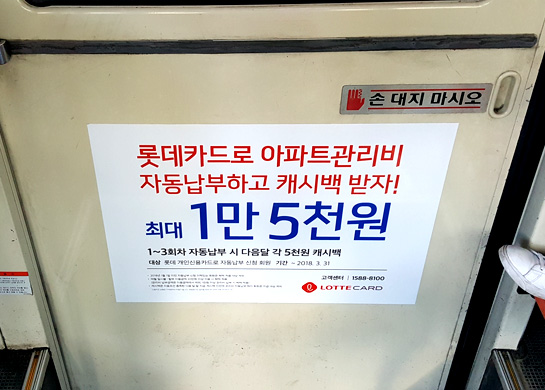 손 대지 마시오
롯데카드로 아파트관리비
자동납부하고 캐시백 받자!
최대 1만 5천원
1~3회차 자동납부 시 다음달 각 5천원 캐시백
대상 롯데 개인신용카드로 자동납부 신청 회원 기간 ~ 2018. 3. 31
고객센터 1588-8100
LOTTECARD